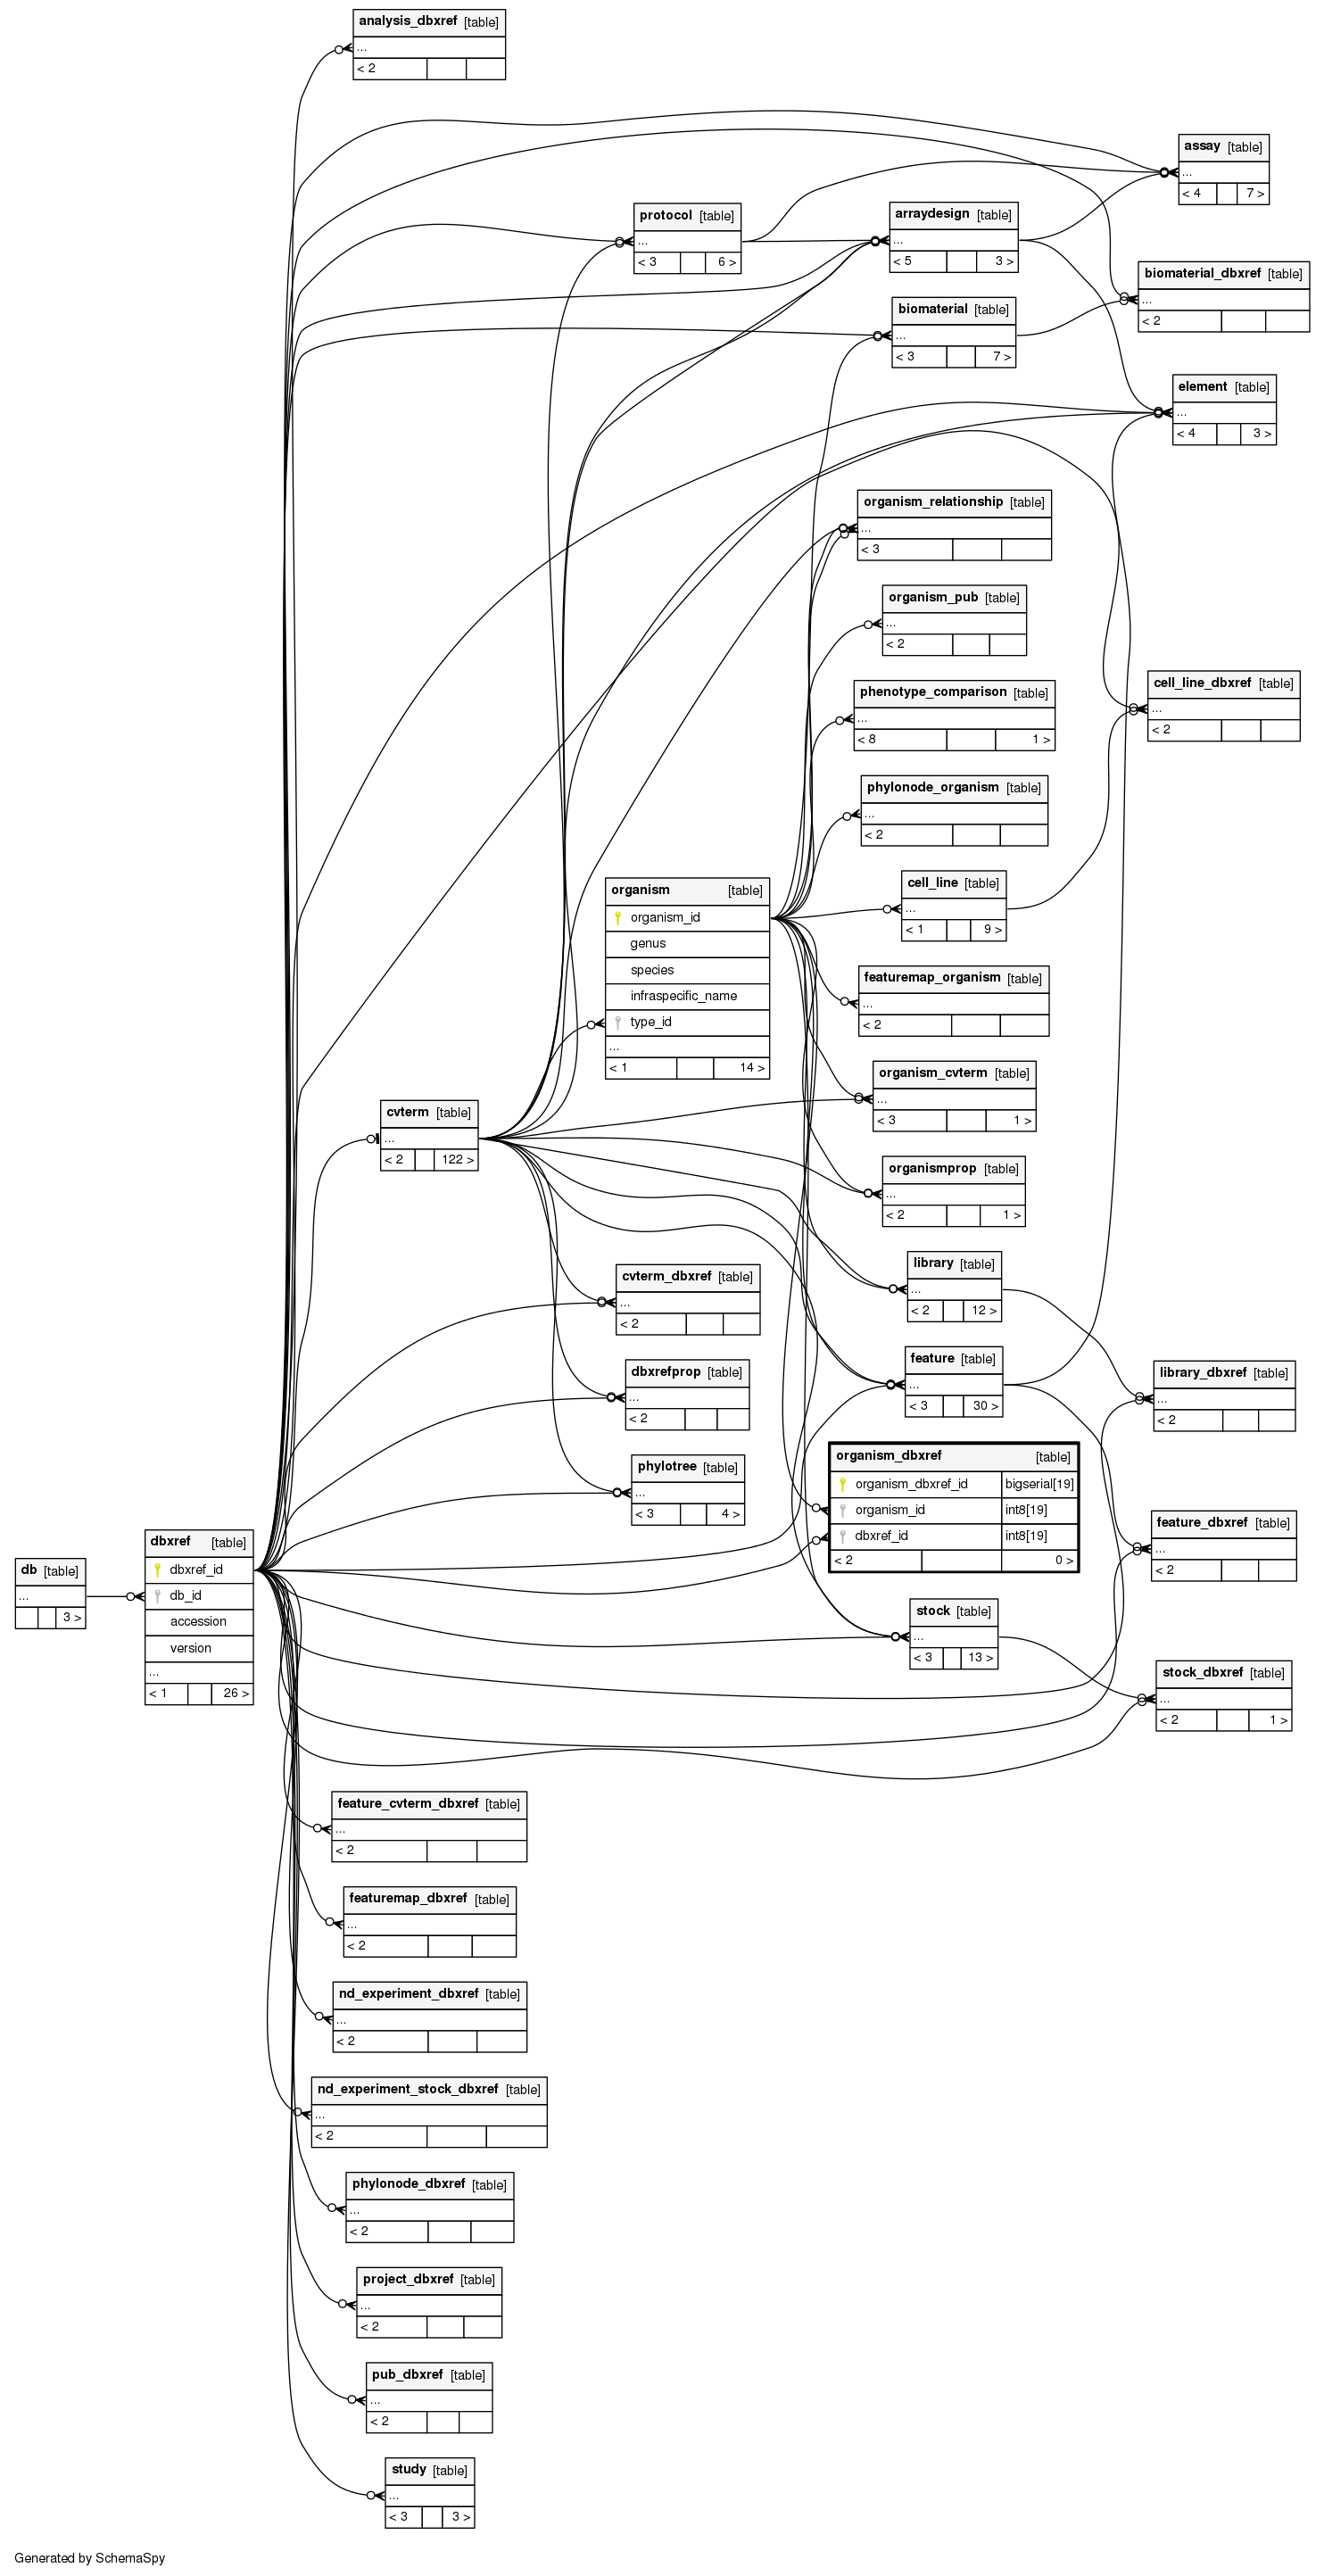 analysis_dbxref [table]
...
< 2
assay [table]
...
< 4 7 >
protocol [table]
...
< 3 6 >
arraydesign [table]
...
< 5 3 >
biomaterial_dbxref [table]
...
< 2
biomaterial [table]
...
< 3 7 >
element [table]
...
< 4 3 >
organism_relationship [table]
...
< 3
organism_pub [table]
...
< 2
cell_line_dbxref [table]
...
< 2
phenotype_comparison [table]
...
< 8 1 >
phylonode_organism [table]
...
< 2
organism [table]
organism_id
genus
species
infraspecific_name
type_id
...
< 1 14 >
cell_line [table]
...
< 1 9 >
featuremap_organism [table]
...
< 2
organism_cvterm [table]
...
< 3 1 >
cvterm [table]
...
< 2 122 >
organismprop [table]
...
< 2 1 >
library [table]
...
< 2 12 >
cvterm_dbxref [table]
...
< 2
feature [table]
...
< 3 30 >
dbxrefprop [table]
...
< 2
library_dbxref [table]
...
< 2
organism_dbxref [table]
organism_dbxref_id bigserial[19]
organism_id int8[19]
dbxref_id int8[19]
< 2 0 >
phylotree [table]
...
< 3 4 >
feature_dbxref [table]
...
< 2
db [table]
...
3 >
dbxref [table]
dbxref_id
db_id
accession
version
...
< 1 26 >
stock [table]
...
< 3 13 >
stock_dbxref [table]
...
< 2 1 >
feature_cvterm_dbxref [table]
...
< 2
featuremap_dbxref [table]
...
< 2
nd_experiment_dbxref [table]
...
< 2
nd_experiment_stock_dbxref [table]
...
< 2
phylonode_dbxref [table]
...
< 2
project_dbxref [table]
...
< 2
pub_dbxref [table]
...
< 2
study [table]
...
< 3 3 >
Generated by SchemaSpy